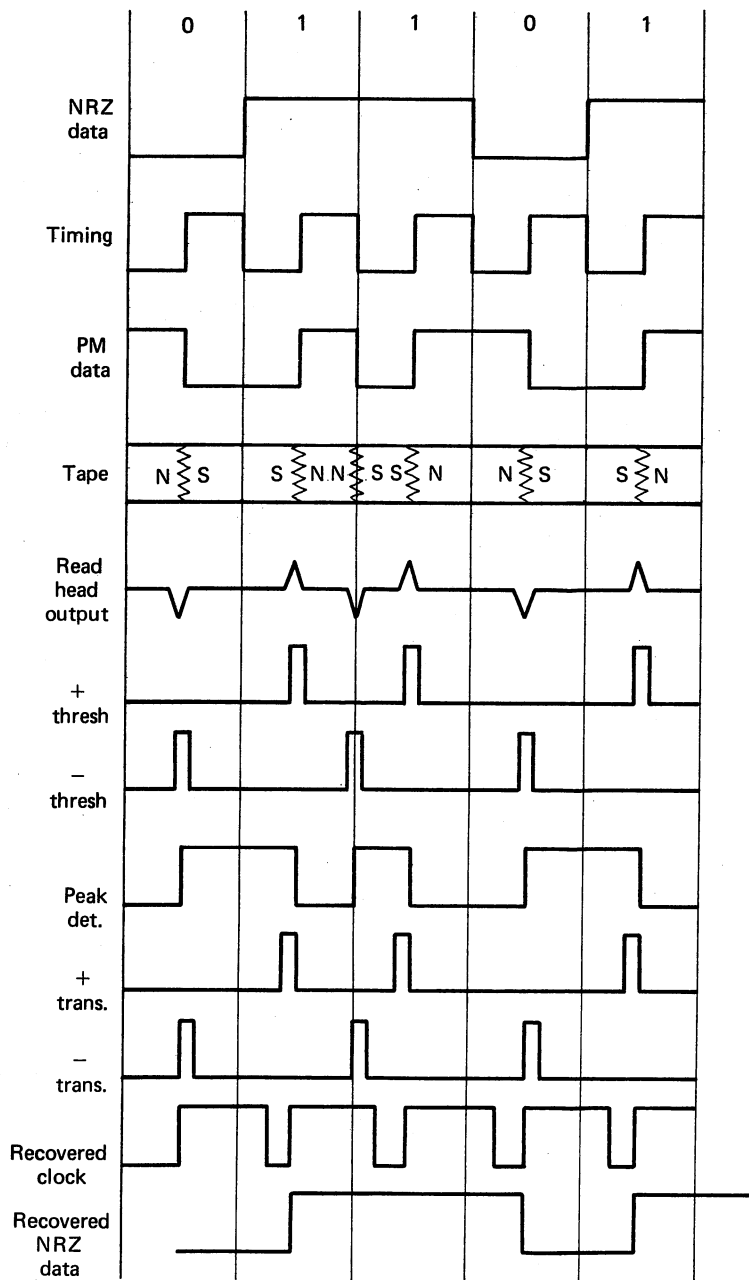 0 1 1 0 1
NRZ
data
Timing
PM
data
Tape
N S S N N S S N N S S N
Read
head
output
+
thresh
−
thresh
Peak
det.
+
trans.
−
trans.
Recovered
clock
Recovered
NRZ
data